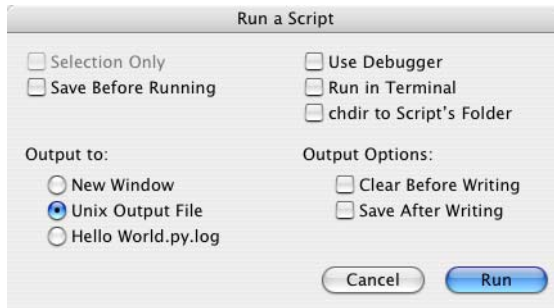 Run a Script
Selection Only
Save Before Running
Use Debugger
Run in Terminal
chdir to Script's Folder
Output to:
New Window
Unix Output File
Hello World.py.log
Output Options:
Clear Before Writing
Save After Writing
Cancel
Run